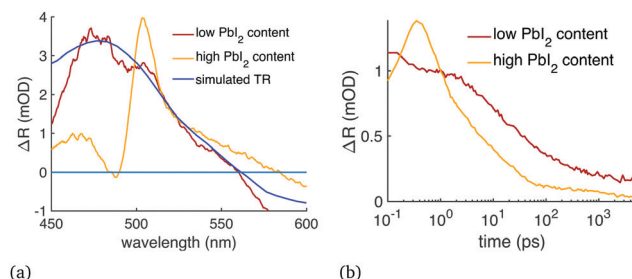 low PbI2 content
high PbI2 content
simulated TR
ΔR (mOD)
4
3
2
1
0
-1
450
500
550
600
wavelength (nm)
(a)
low PbI2 content
high PbI2 content
ΔR (mOD)
1
0.5
0
10-1
100
101
102
103
time (ps)
(b)